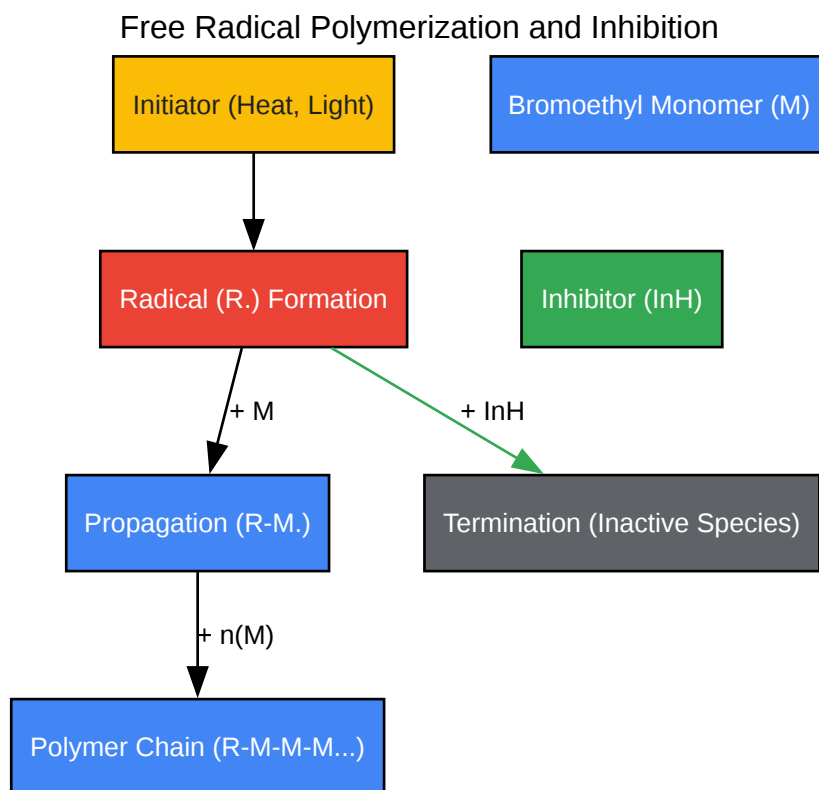 Free Radical Polymerization and Inhibition
Initiator (Heat, Light)
Bromoethyl Monomer (M)
Radical (R.) Formation
Inhibitor (InH)
+ M
+ InH
Propagation (R-M.)
Termination (Inactive Species)
+ n(M)
Polymer Chain (R-M-M-M...)